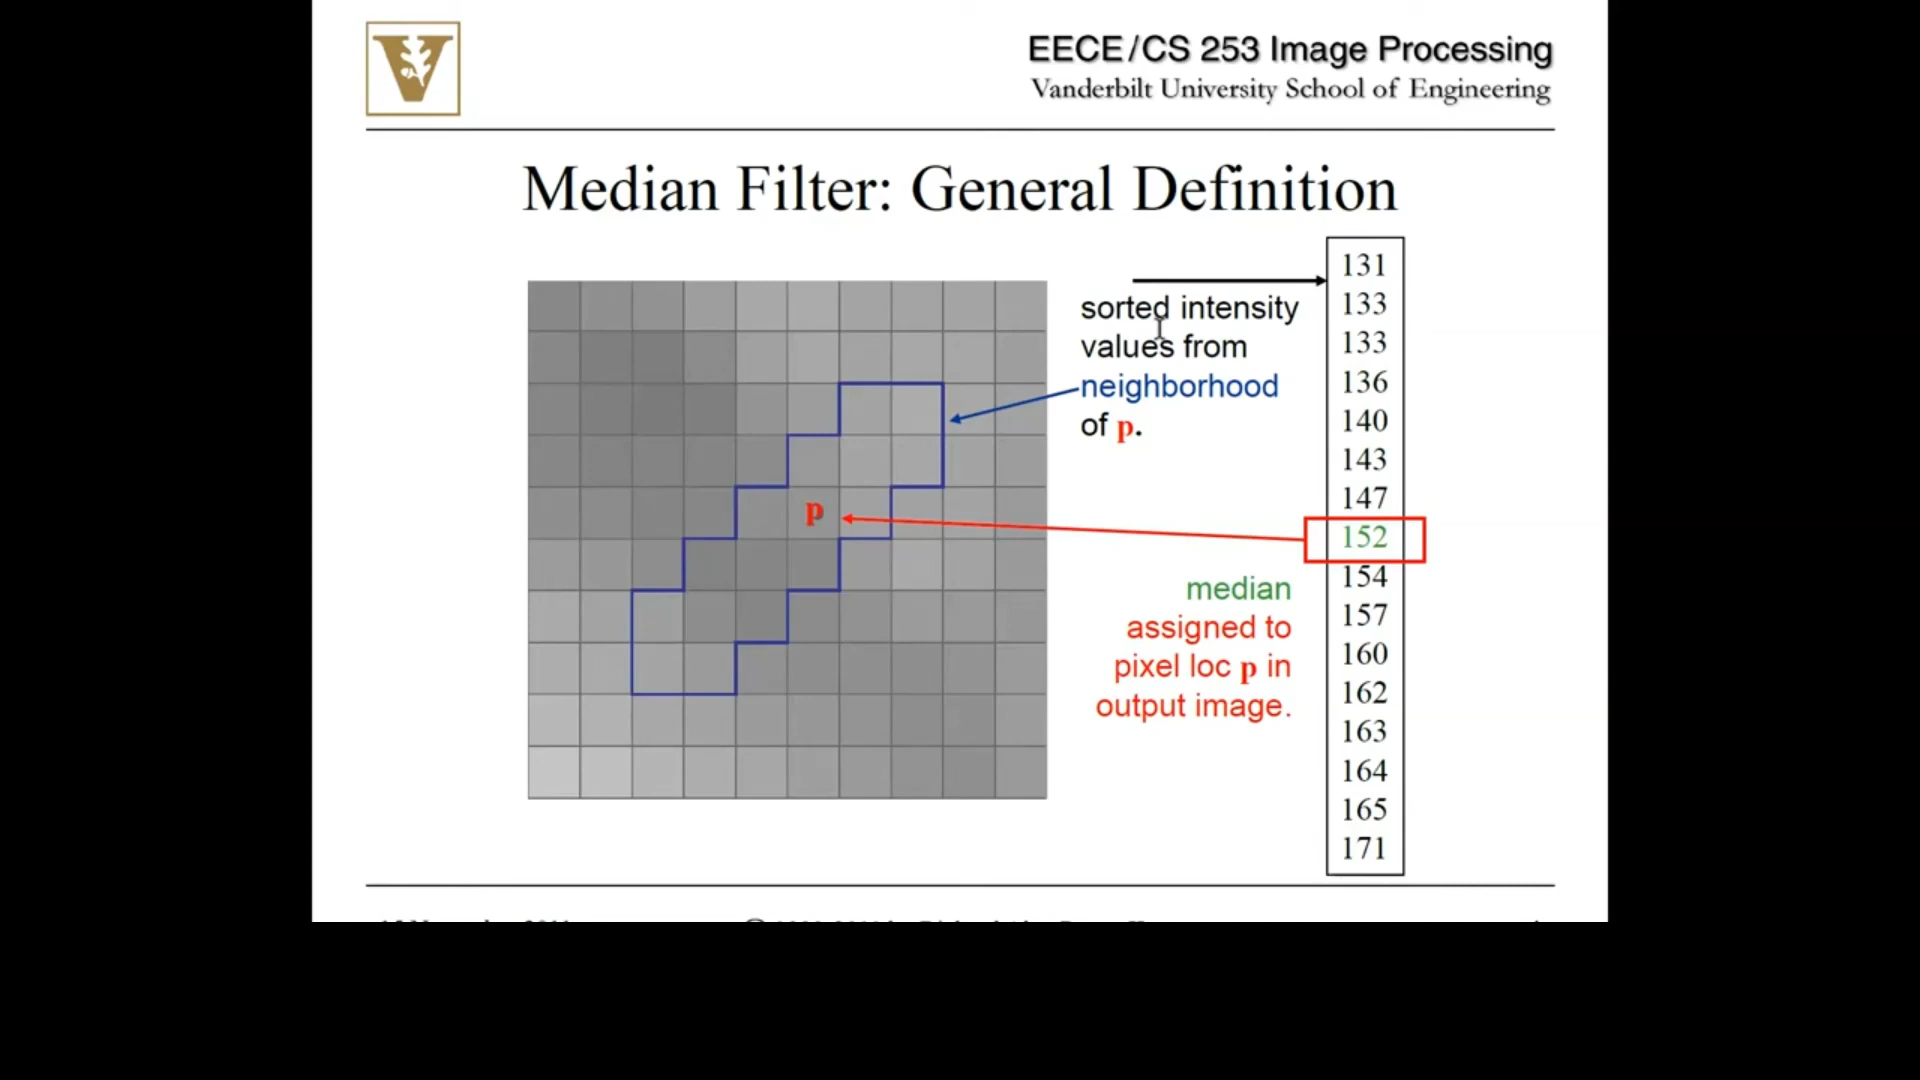 EECE/CS 253 Image Processing
Vanderbilt University School of Engineering
Median Filter: General Definition
sorted intensity
values from
neighborhood
of p.
p
median
assigned to
pixel loc p in
output image.
131
133
133
136
140
143
147
152
154
157
160
162
163
164
165
171